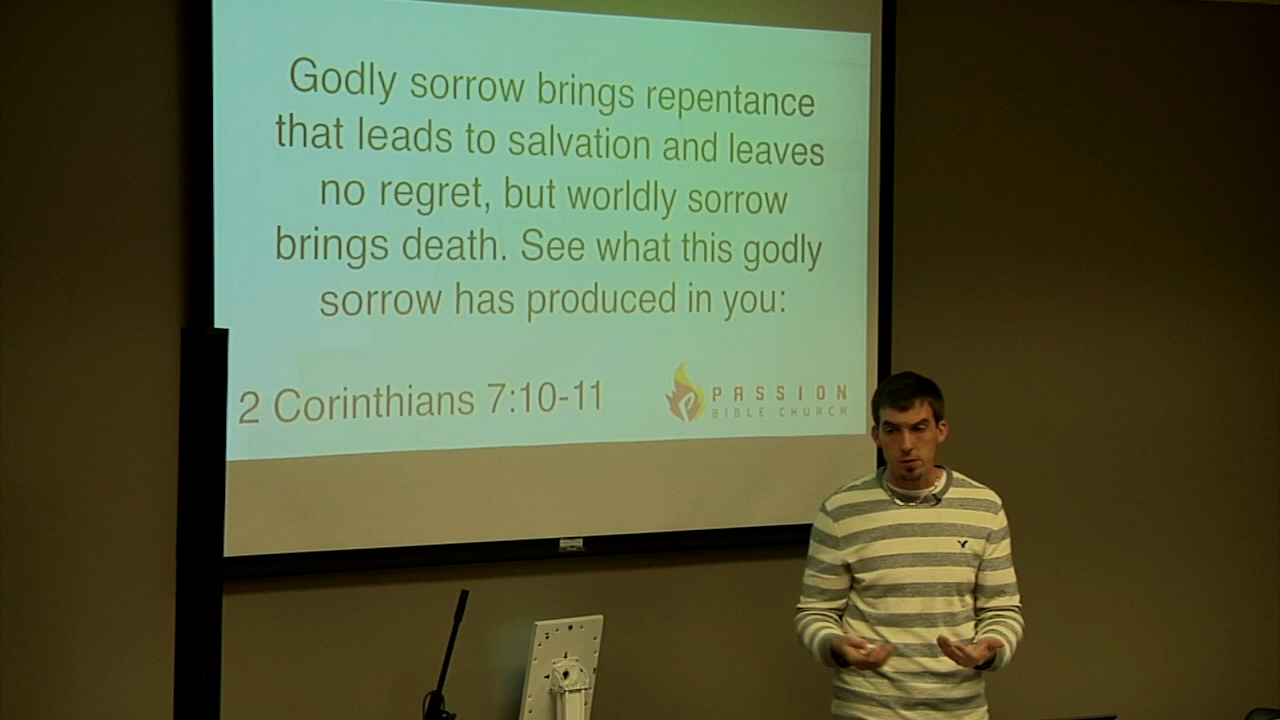 Godly sorrow brings repentance
that leads to salvation and leaves
no regret, but worldly sorrow
brings death. See what this godly
sorrow has produced in you:
2 Corinthians 7:10-11
PASSION
BIBLE CHURCH